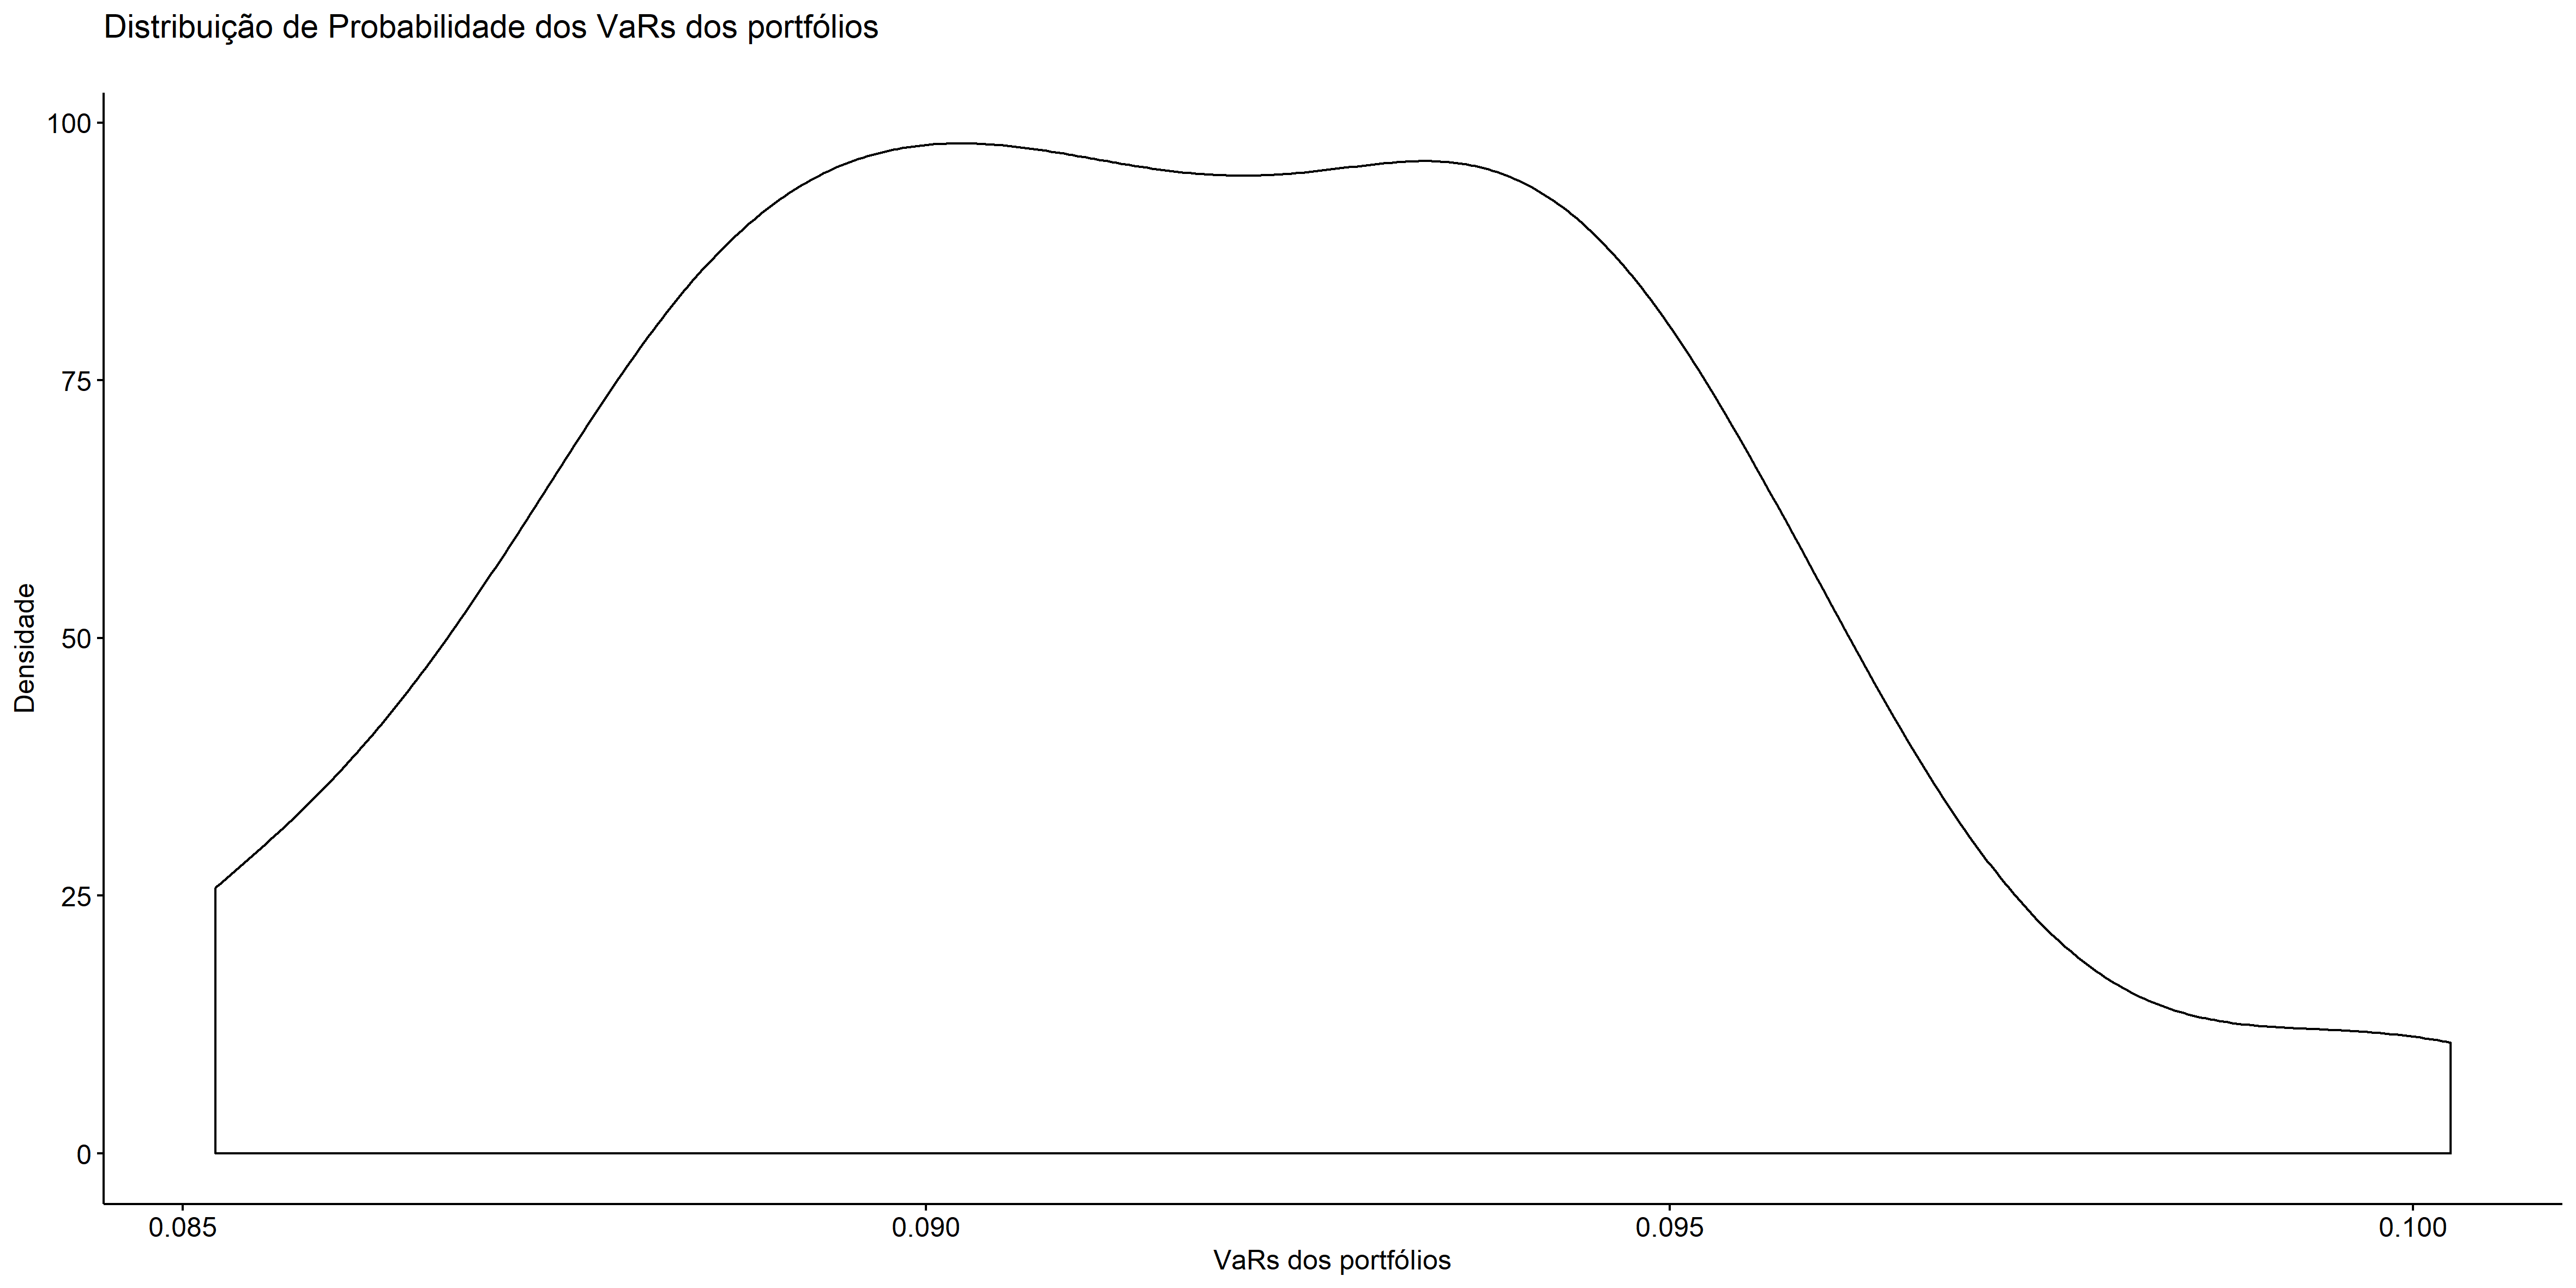 Distribuição de Probabilidade dos VaRs dos portfólios
100
75
50
25
0
Densidade
0.085 0.090 0.095 0.100
VaRs dos portfólios